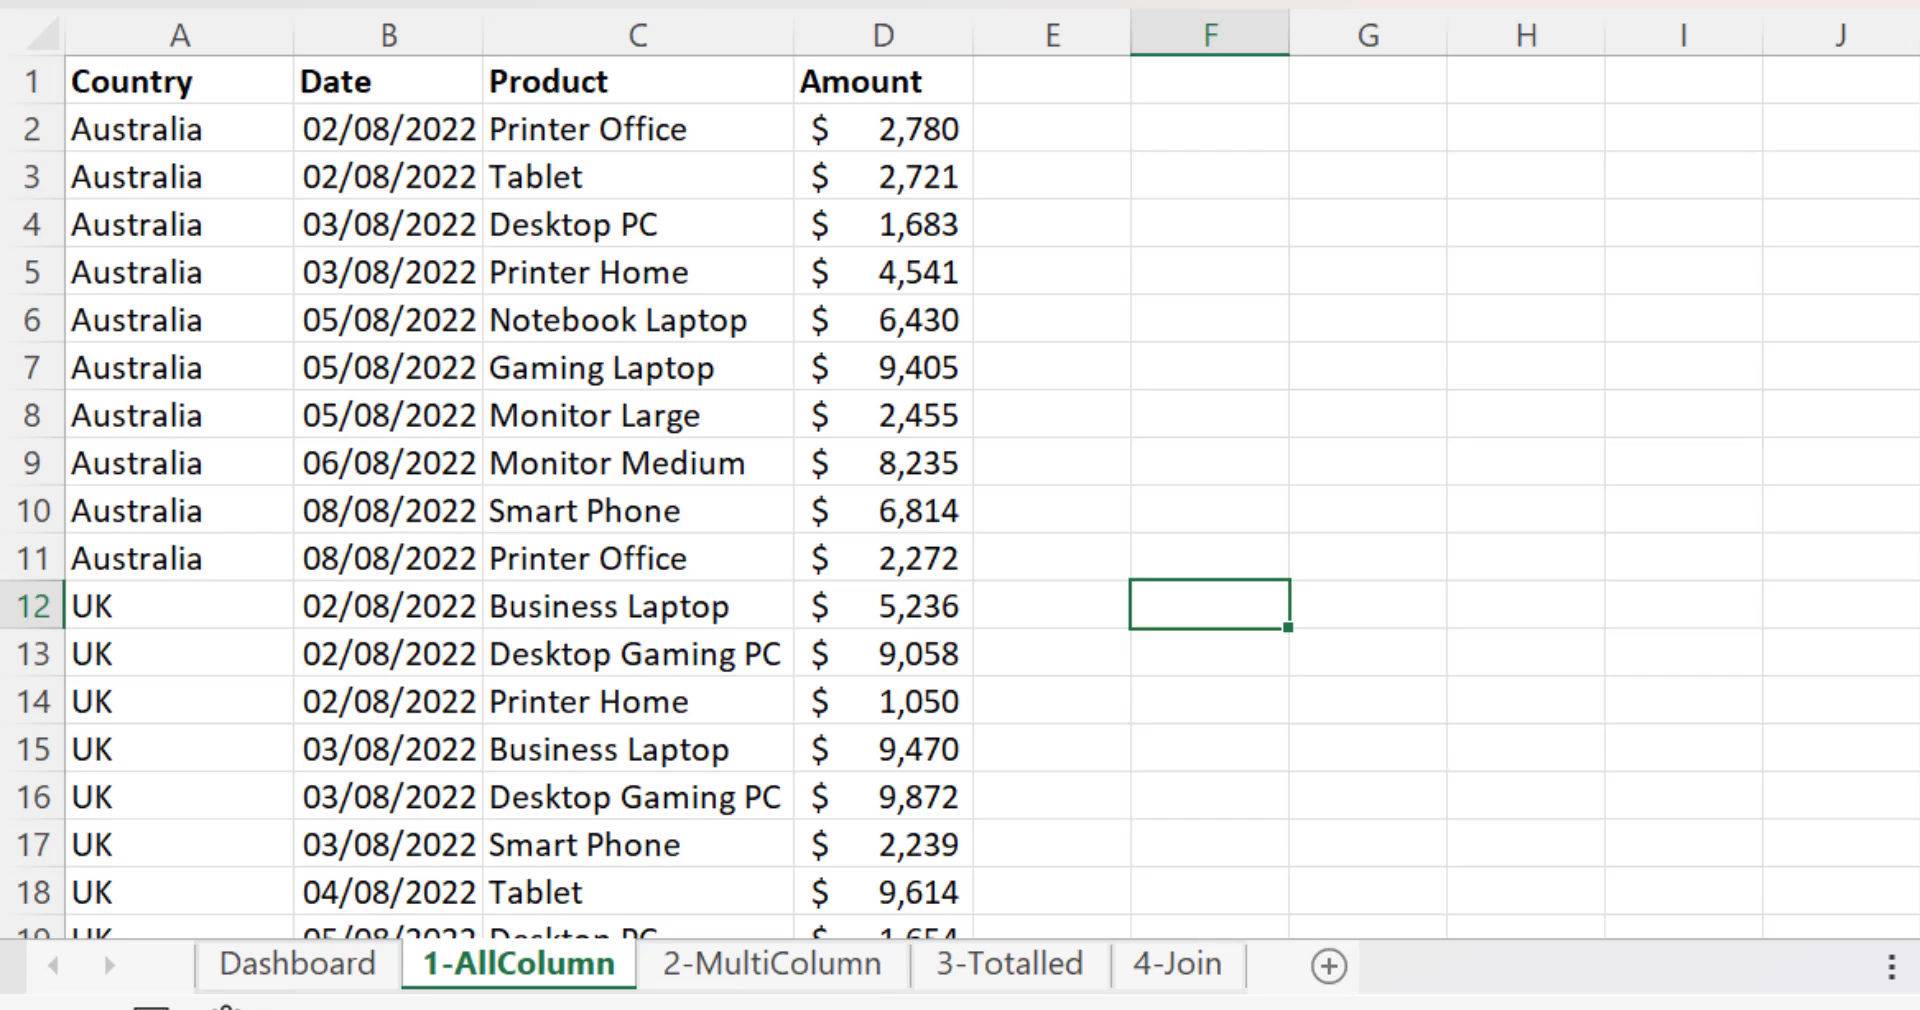 A B C D E F G H I J
1 Country Date Product Amount
2 Australia 02/08/2022 Printer Office $ 2,780
3 Australia 02/08/2022 Tablet $ 2,721
4 Australia 03/08/2022 Desktop PC $ 1,683
5 Australia 03/08/2022 Printer Home $ 4,541
6 Australia 05/08/2022 Notebook Laptop $ 6,430
7 Australia 05/08/2022 Gaming Laptop $ 9,405
8 Australia 05/08/2022 Monitor Large $ 2,455
9 Australia 06/08/2022 Monitor Medium $ 8,235
10 Australia 08/08/2022 Smart Phone $ 6,814
11 Australia 08/08/2022 Printer Office $ 2,272
12 UK 02/08/2022 Business Laptop $ 5,236
13 UK 02/08/2022 Desktop Gaming PC $ 9,058
14 UK 02/08/2022 Printer Home $ 1,050
15 UK 03/08/2022 Business Laptop $ 9,470
16 UK 03/08/2022 Desktop Gaming PC $ 9,872
17 UK 03/08/2022 Smart Phone $ 2,239
18 UK 04/08/2022 Tablet $ 9,614
19 UK 05/08/2022 Desktop PC $ 1,654
Dashboard 1-AllColumn 2-MultiColumn 3-Totalled 4-Join